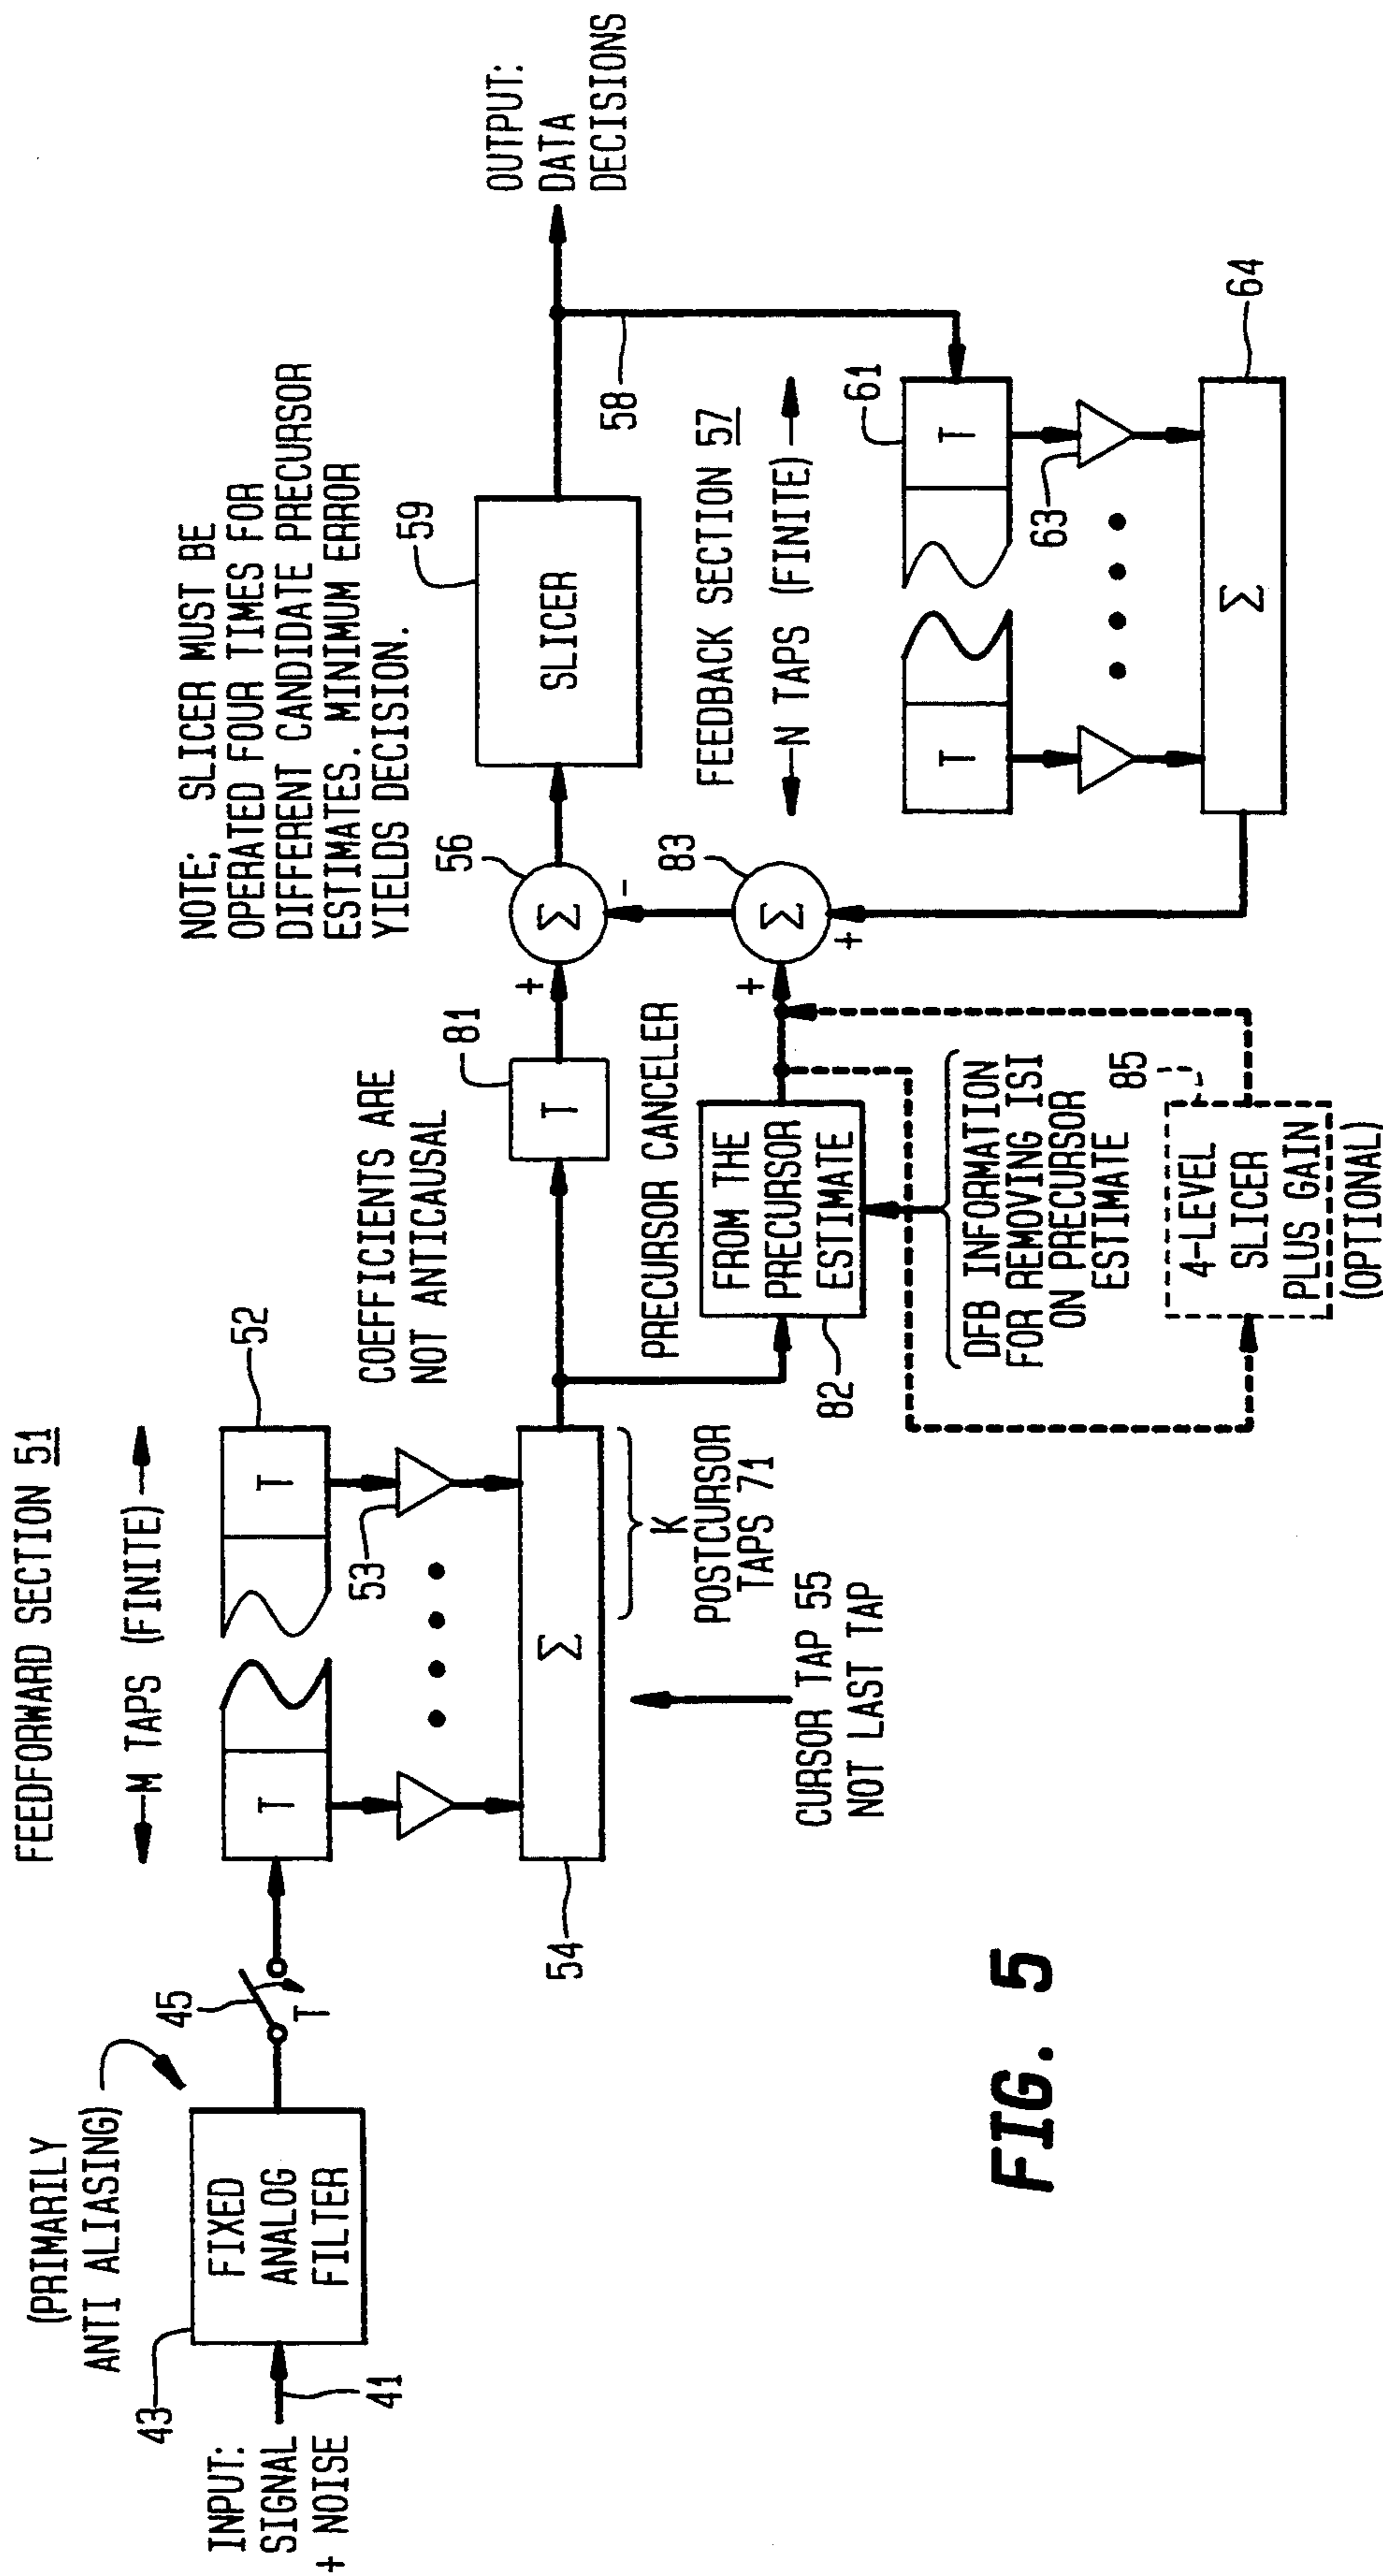 FEEDFORWARD SECTION 51
M TAPS (FINITE)
(PRIMARILY
ANTI ALIASING)
43
FIXED
ANALOG
FILTER
INPUT:
SIGNAL
+ NOISE
41
45
T
T
T
52
53
54
Σ
K
POSTCURSOR
TAPS 71
CURSOR TAP 55
NOT LAST TAP
COEFFICIENTS ARE
NOT ANTICAUSAL
T
81
+
Σ
56
-
NOTE; SLICER MUST BE
OPERATED FOUR TIMES FOR
DIFFERENT CANDIDATE PRECURSOR
ESTIMATES. MINIMUM ERROR
YIELDS DECISION.
SLICER
59
OUTPUT:
DATA
DECISIONS
58
PRECURSOR CANCELER
FROM THE
PRECURSOR
ESTIMATE
82
+
Σ
83
+
DFB INFORMATION
FOR REMOVING ISI
ON PRECURSOR
ESTIMATE
85
4-LEVEL
SLICER
PLUS GAIN
(OPTIONAL)
FEEDBACK SECTION 57
N TAPS (FINITE)
T
T
61
63
Σ
64
FIG. 5